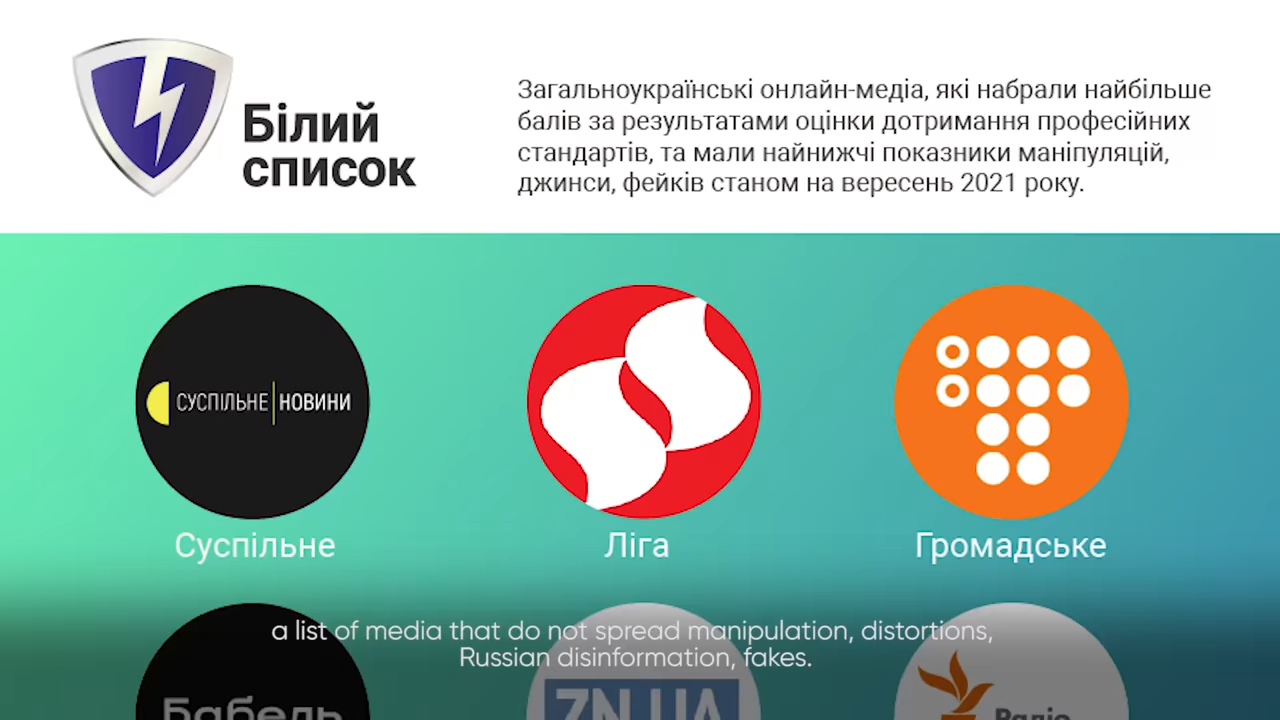 Білий
список
Загальноукраїнські онлайн-медіа, які набрали найбільше
балів за результатами оцінки дотримання професійних
стандартів, та мали найнижчі показники маніпуляцій,
джинси, фейків станом на вересень 2021 року.
СУСПІЛЬНЕ НОВИНИ
Суспільне
Ліга
Громадське
a list of media that do not spread manipulation, distortions,
Russian disinformation, fakes.
Бабель
ZN.UA
Радіо